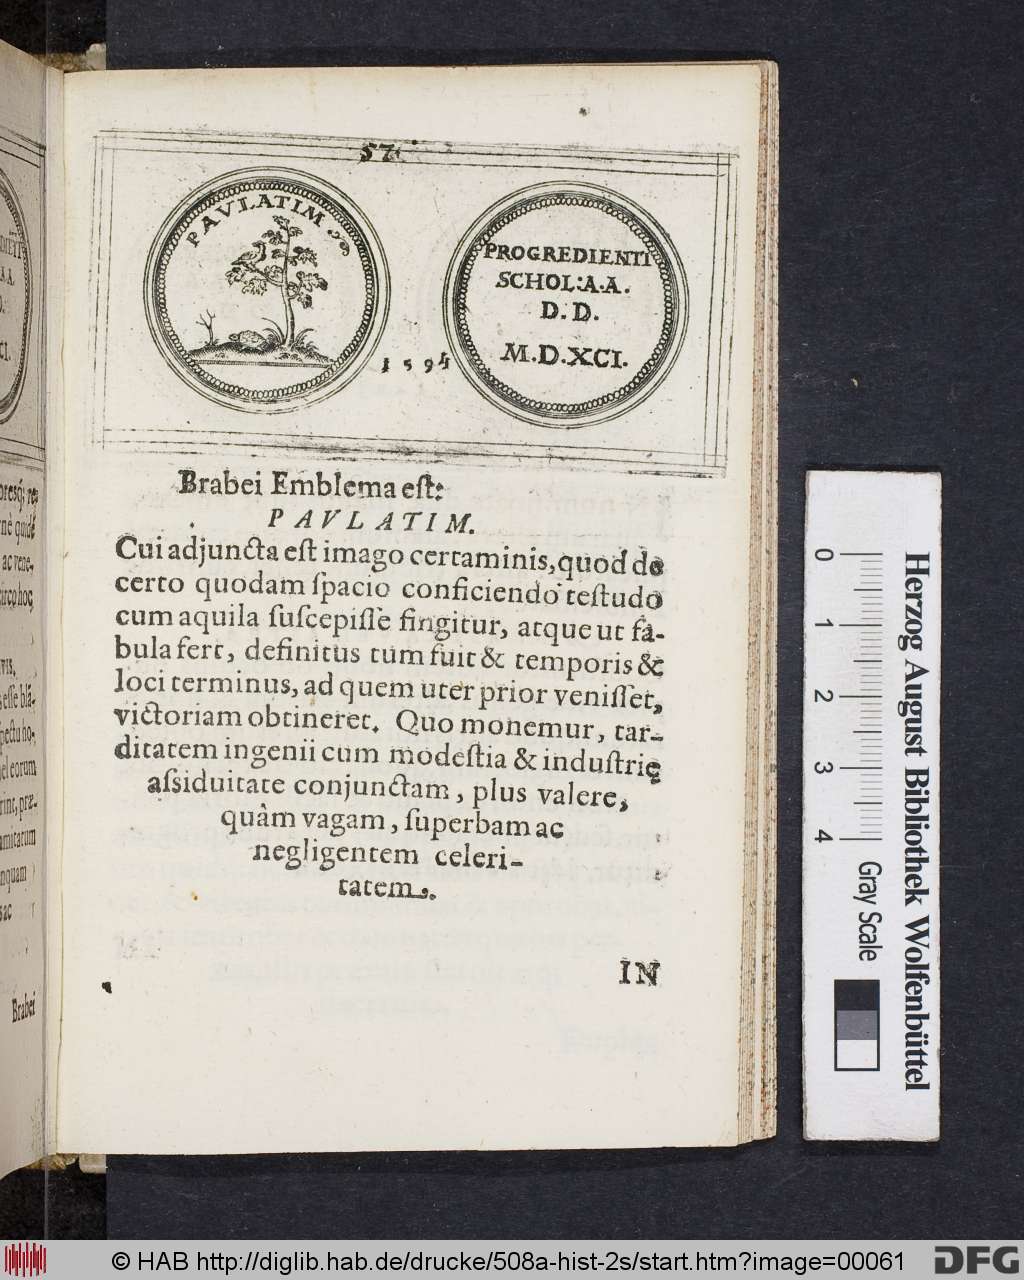 57.
PAVLATIM
PROGREDIENTI
SCHOL:A.A.
D.D.
M.D.XCI.
1594
Brabei Emblema est:
PAVLATIM.
Cui adjuncta est imago certaminis, quod de
certo quodam spacio conficiendo testudo
cum aquila suscepisse fingitur, atque ut fa-
bula fert, definitus tum fuit & temporis &
loci terminus, ad quem uter prior venisset,
victoriam obtineret. Quo monemur, tar-
ditatem ingenii cum modestia & industrię
assiduitate conjunctam, plus valere,
quàm vagam, superbam ac
negligentem celeri-
tatem.
IN
Brabei
0 1 2 3 4
Gray Scale
Herzog August Bibliothek Wolfenbüttel
© HAB http://diglib.hab.de/drucke/508a-hist-2s/start.htm?image=00061
DFG